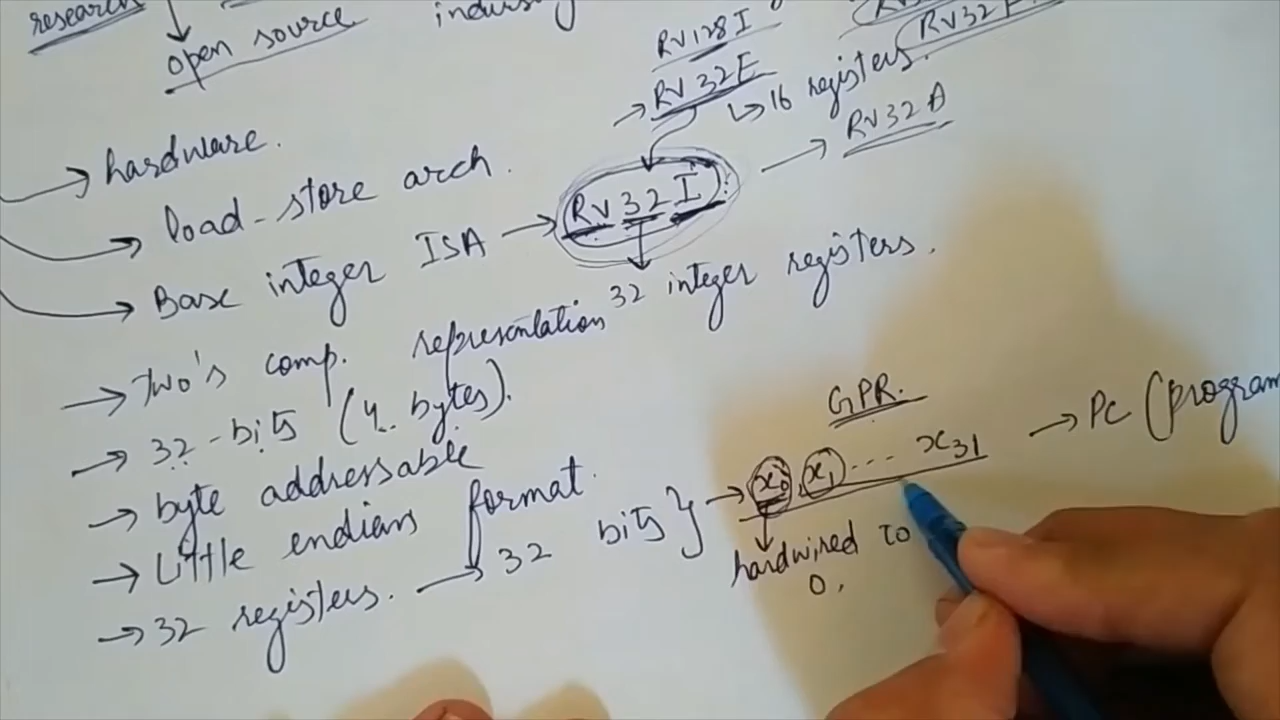 research
open source
RV128I
RV32E
↳ 16 registers.
RV32F
→ hardware.
→ load-store arch.
→ Base integer ISA → RV32I → RV32A
32 integer registers.
→ Two's comp. representation
→ 32-bits (4 bytes).
→ byte addressable
→ Little endian format.
→ 32 registers. → 32 bits} → x0, x1 ... x31 → PC (program
GPR.
hardwired to
0.